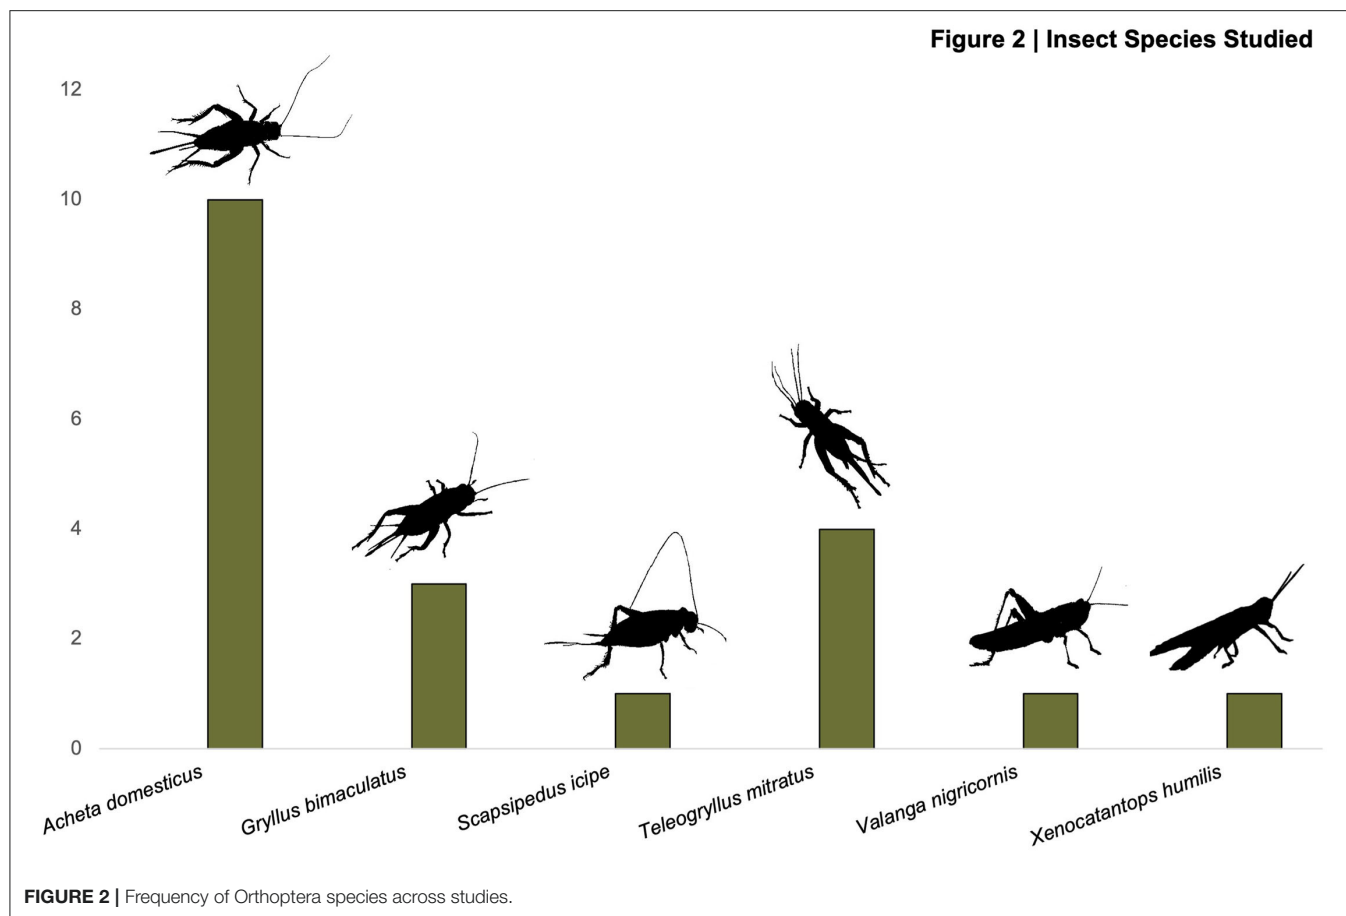 Figure 2 | Insect Species Studied
12
10
8
6
4
2
0
Acheta domesticus
Gryllus bimaculatus
Scapsipedus icipe
Teleogryllus mitratus
Valanga nigricornis
Xenocatantops humilis
FIGURE 2 | Frequency of Orthoptera species across studies.